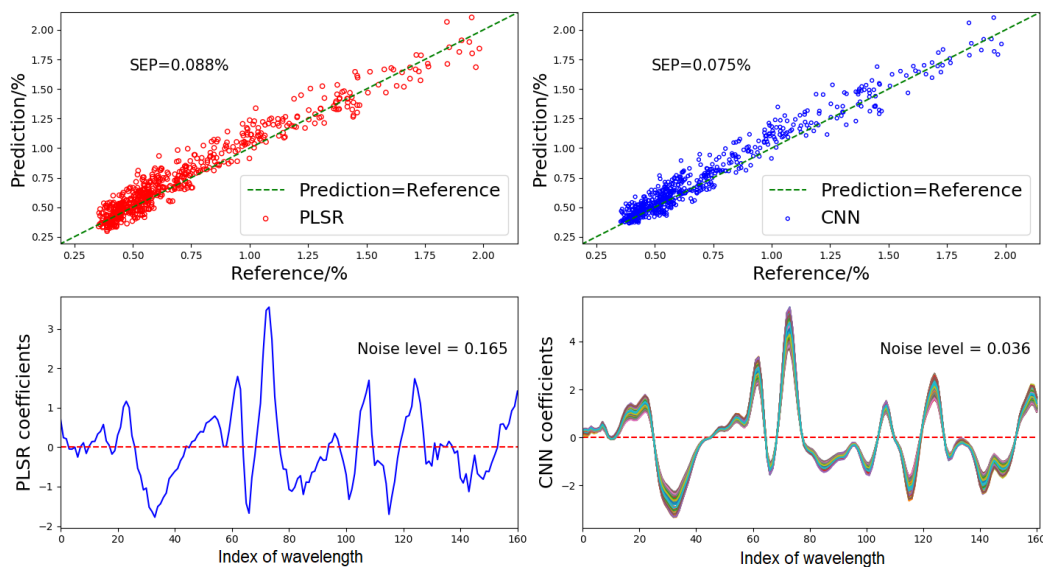 Prediction/%
2.00
1.75
1.50
1.25
1.00
0.75
0.50
0.25
SEP=0.088%
Prediction=Reference
PLSR
0.25 0.50 0.75 1.00 1.25 1.50 1.75 2.00
Reference/%
Prediction/%
2.00
1.75
1.50
1.25
1.00
0.75
0.50
0.25
SEP=0.075%
Prediction=Reference
CNN
0.25 0.50 0.75 1.00 1.25 1.50 1.75 2.00
Reference/%
PLSR coefficients
3
2
1
0
−1
−2
Noise level = 0.165
0 20 40 60 80 100 120 140 160
Index of wavelength
CNN coefficients
4
2
0
−2
Noise level = 0.036
0 20 40 60 80 100 120 140 160
Index of wavelength